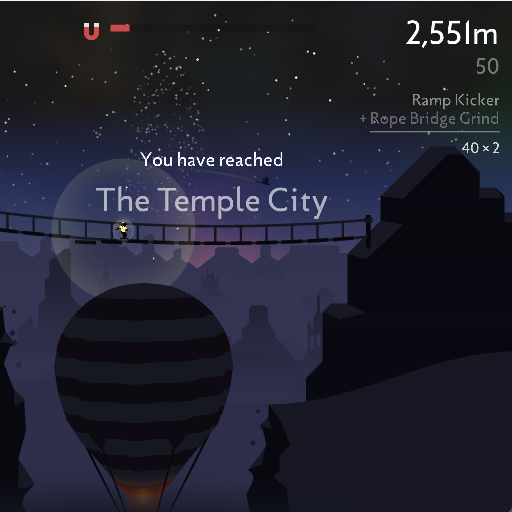 2,551m
50
Ramp Kicker
+ Rope Bridge Grind
40 × 2
You have reached
The Temple City